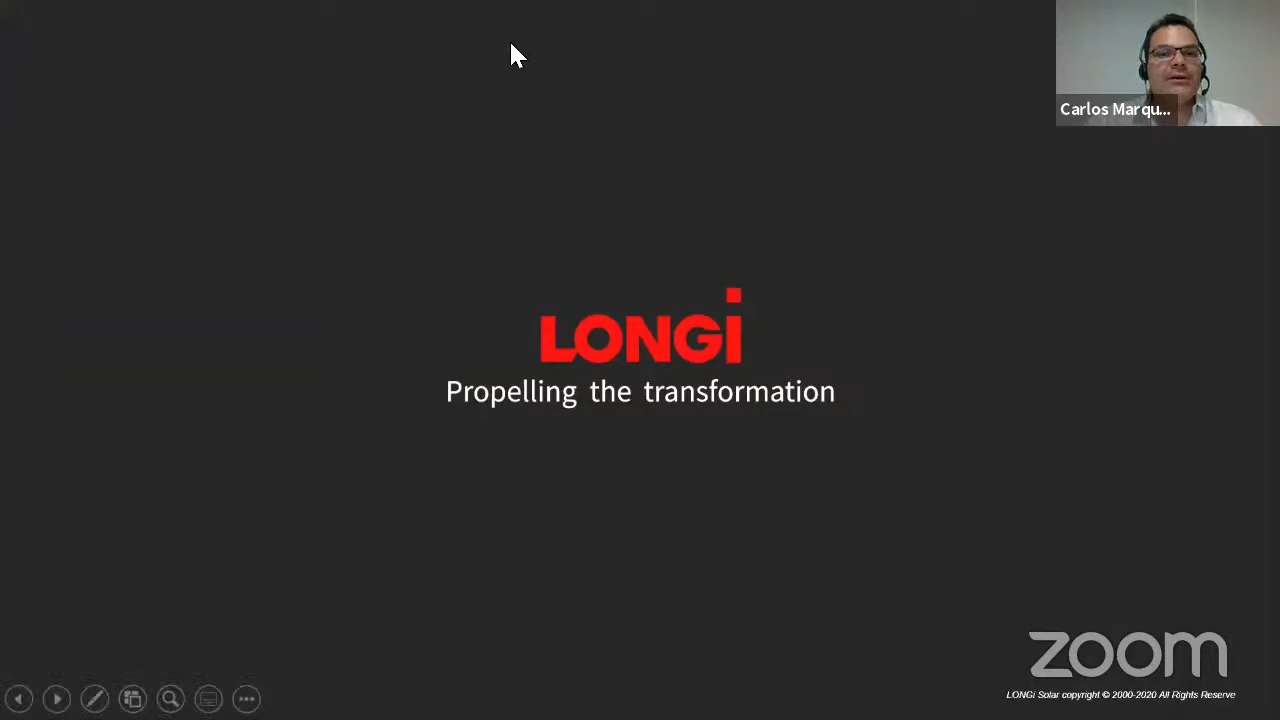 Carlos Marqu...
LONGi
Propelling the transformation
zoom
LONGi Solar copyright © 2000-2020 All Rights Reserve